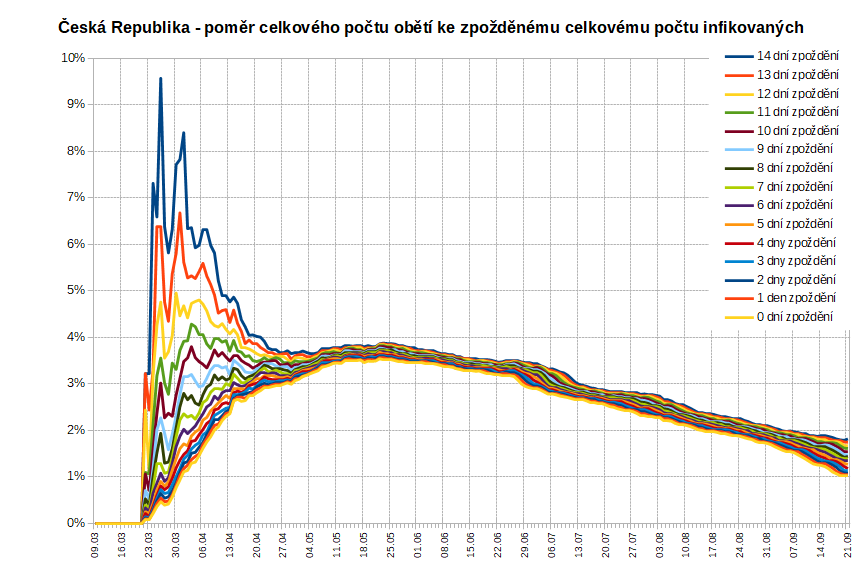 Česká Republika - poměr celkového počtu obětí ke zpožděnému celkovému počtu infikovaných
10%
9%
8%
7%
6%
5%
4%
3%
2%
1%
0%
14 dní zpoždění
13 dní zpoždění
12 dní zpoždění
11 dní zpoždění
10 dní zpoždění
9 dní zpoždění
8 dní zpoždění
7 dní zpoždění
6 dní zpoždění
5 dní zpoždění
4 dny zpoždění
3 dny zpoždění
2 dny zpoždění
1 den zpoždění
0 dní zpoždění
09.03
16.03
23.03
30.03
06.04
13.04
20.04
27.04
04.05
11.05
18.05
25.05
01.06
08.06
15.06
22.06
29.06
06.07
13.07
20.07
27.07
03.08
10.08
17.08
24.08
31.08
07.09
14.09
21.09